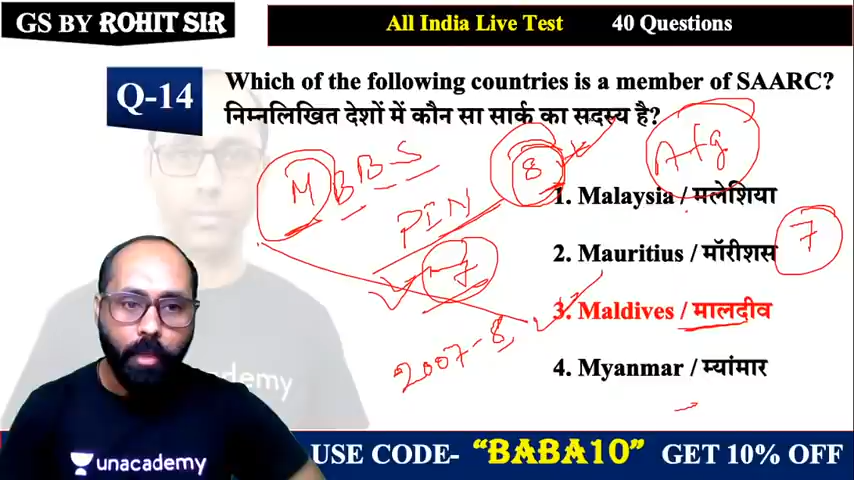 GS BY ROHIT SIR
All India Live Test 40 Questions
Q-14
Which of the following countries is a member of SAARC?
निम्नलिखित देशों में कौन सा सार्क का सदस्य है?
MBBS
PIN
8
Afg
1. Malaysia / मलेशिया
2. Mauritius / मॉरीशस
7
3. Maldives / मालदीव
2007-8
4. Myanmar / म्यांमार
unacademy
USE CODE- “BABA10” GET 10% OFF